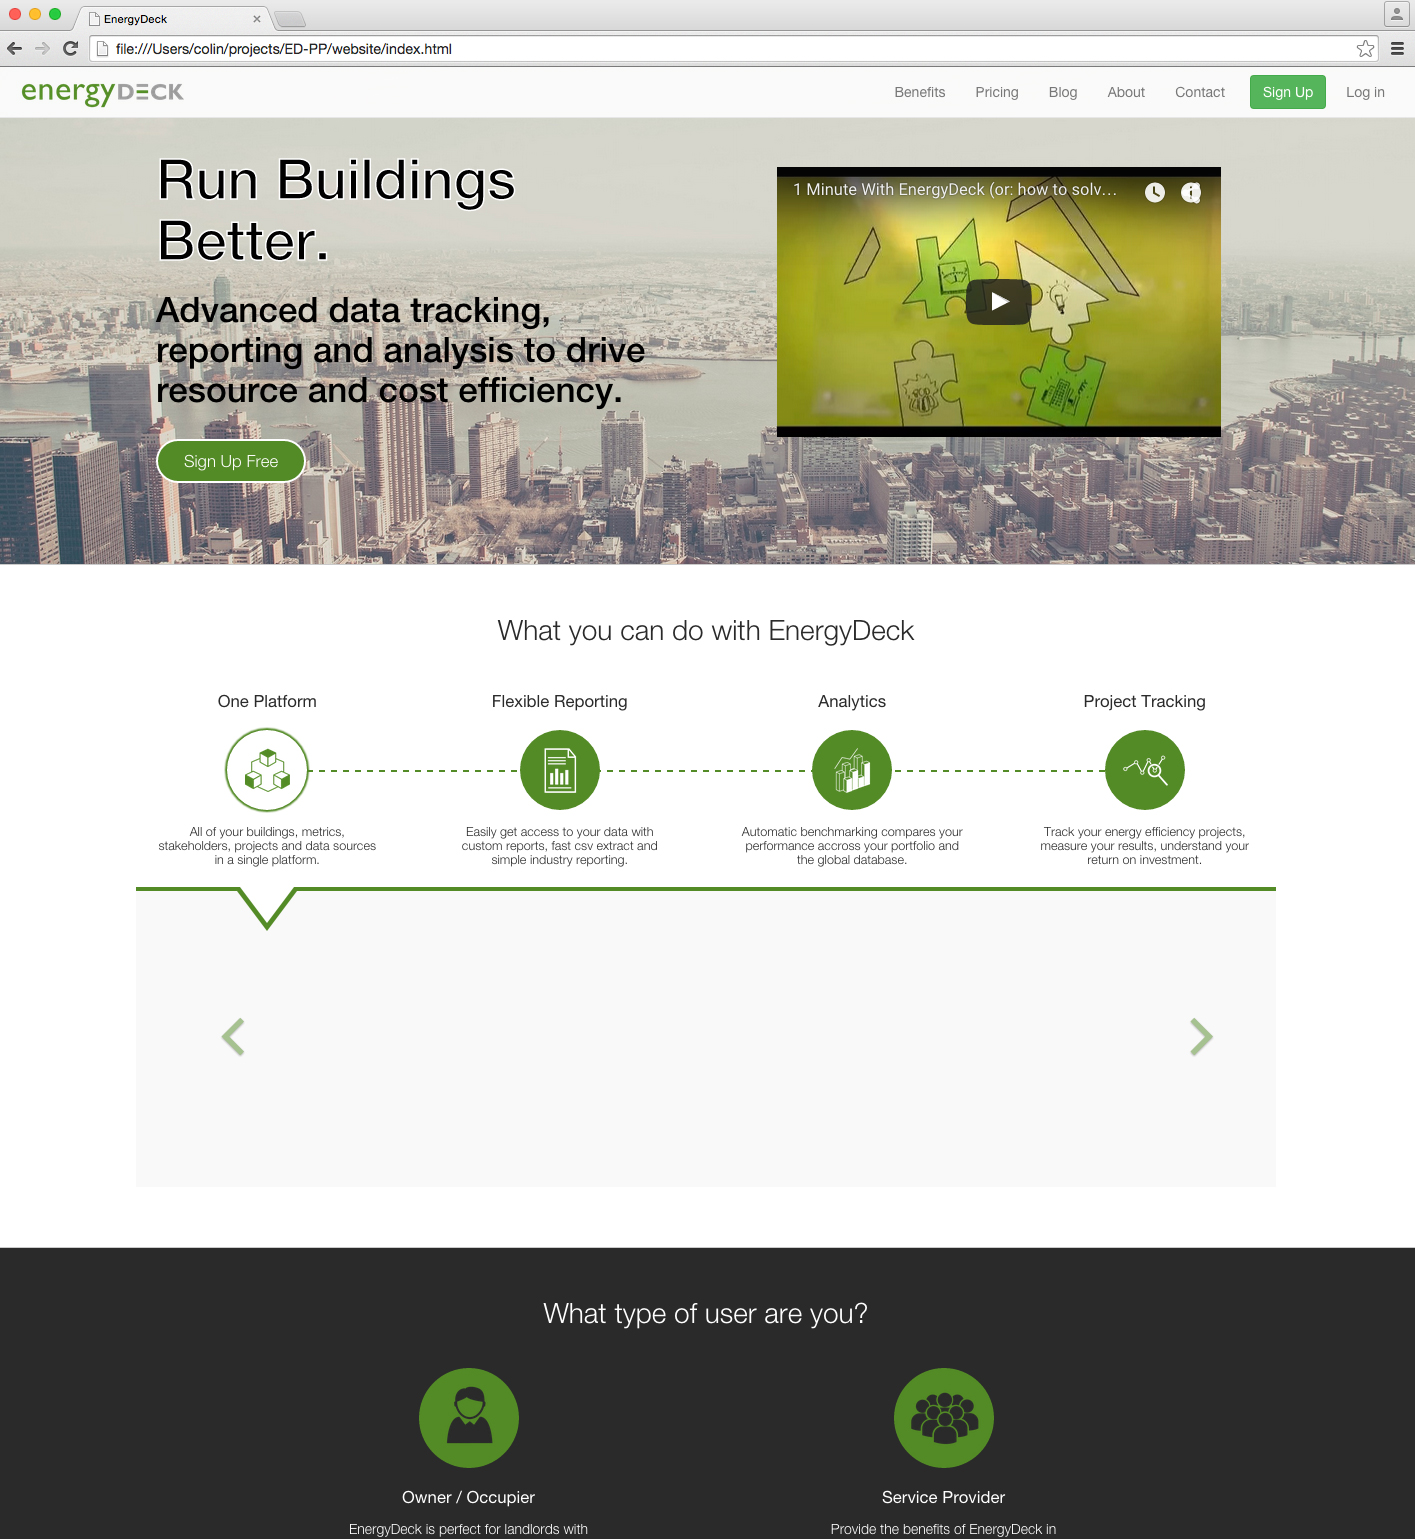 EnergyDeck
file:///Users/colin/projects/ED-PP/website/index.html
energyDECK
Benefits
Pricing
Blog
About
Contact
Sign Up
Log in
Run Buildings
Better.
Advanced data tracking,
reporting and analysis to drive
resource and cost efficiency.
Sign Up Free
1 Minute With EnergyDeck (or: how to solv...
What you can do with EnergyDeck
One Platform
All of your buildings, metrics,
stakeholders, projects and data sources
in a single platform.
Flexible Reporting
Easily get access to your data with
custom reports, fast csv extract and
simple industry reporting.
Analytics
Automatic benchmarking compares your
performance accross your portfolio and
the global database.
Project Tracking
Track your energy efficiency projects,
measure your results, understand your
return on investment.
What type of user are you?
Owner / Occupier
EnergyDeck is perfect for landlords with
Service Provider
Provide the benefits of EnergyDeck in